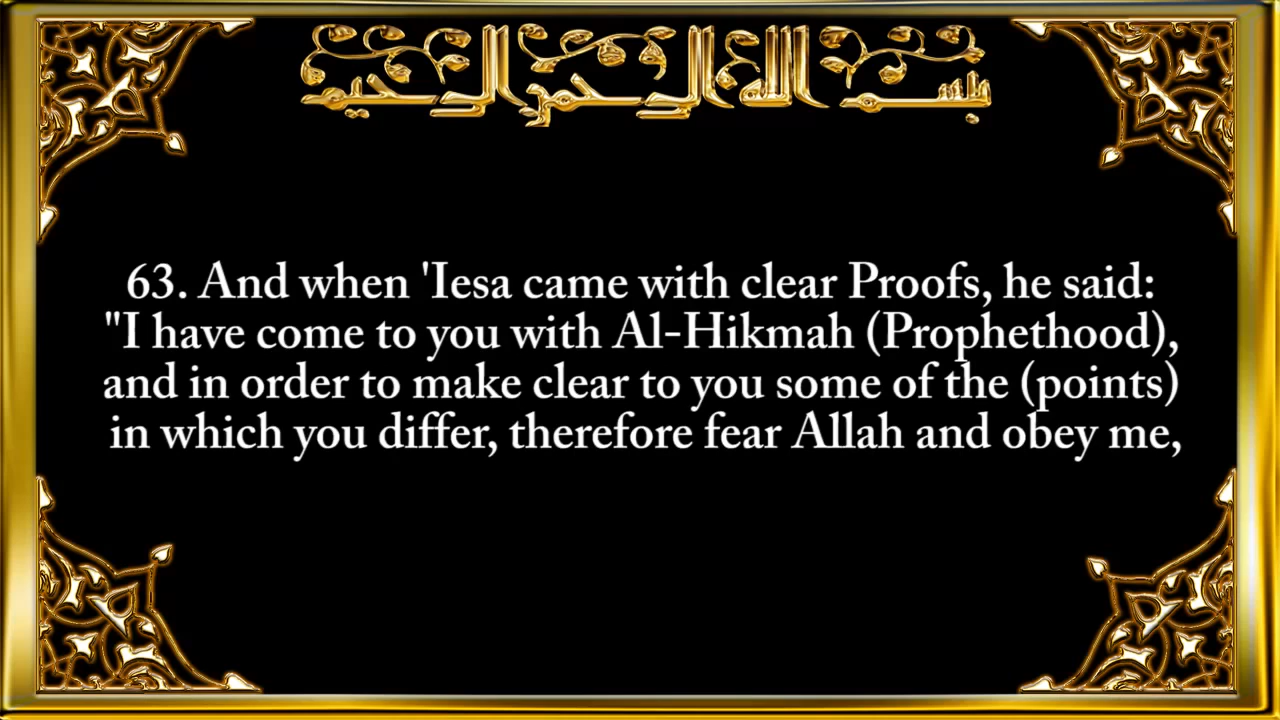 بسم الله الرحمن الرحيم
63. And when 'Iesa came with clear Proofs, he said:
"I have come to you with Al-Hikmah (Prophethood),
and in order to make clear to you some of the (points)
in which you differ, therefore fear Allah and obey me,